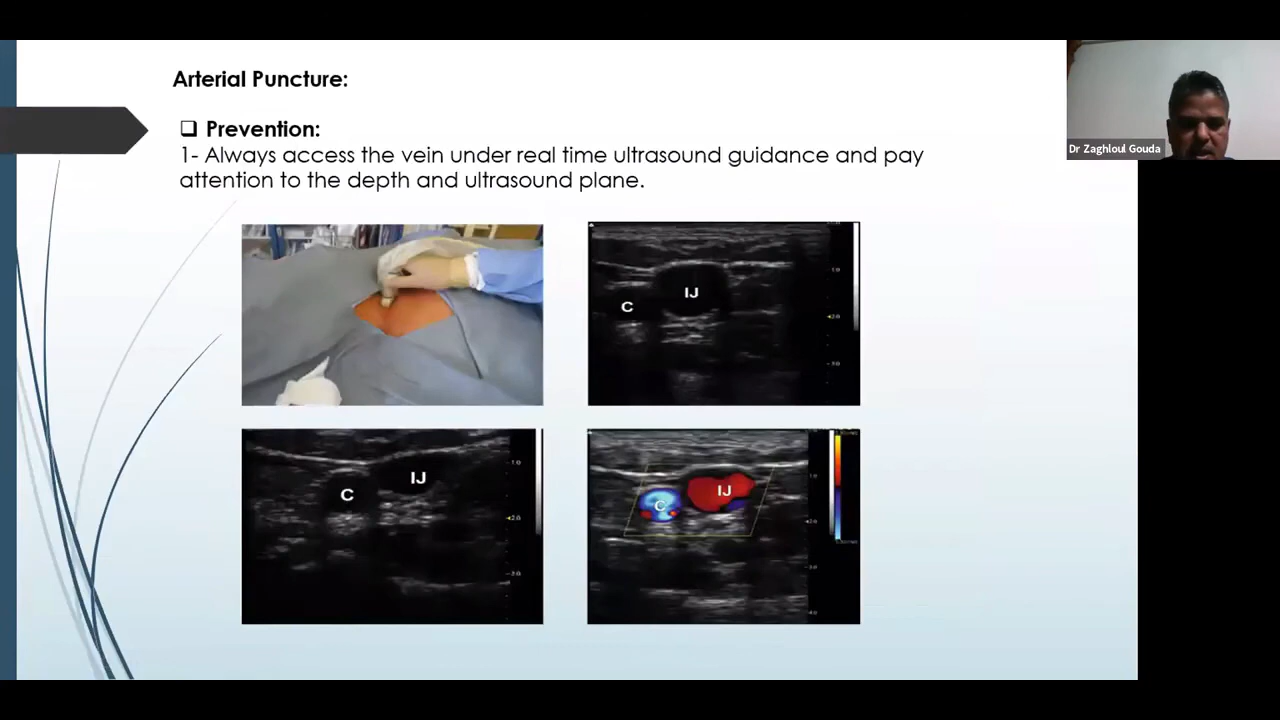 Arterial Puncture:
❑ Prevention:
1- Always access the vein under real time ultrasound guidance and pay
attention to the depth and ultrasound plane.
Dr Zaghloul Gouda
C
IJ
C
IJ
C
IJ